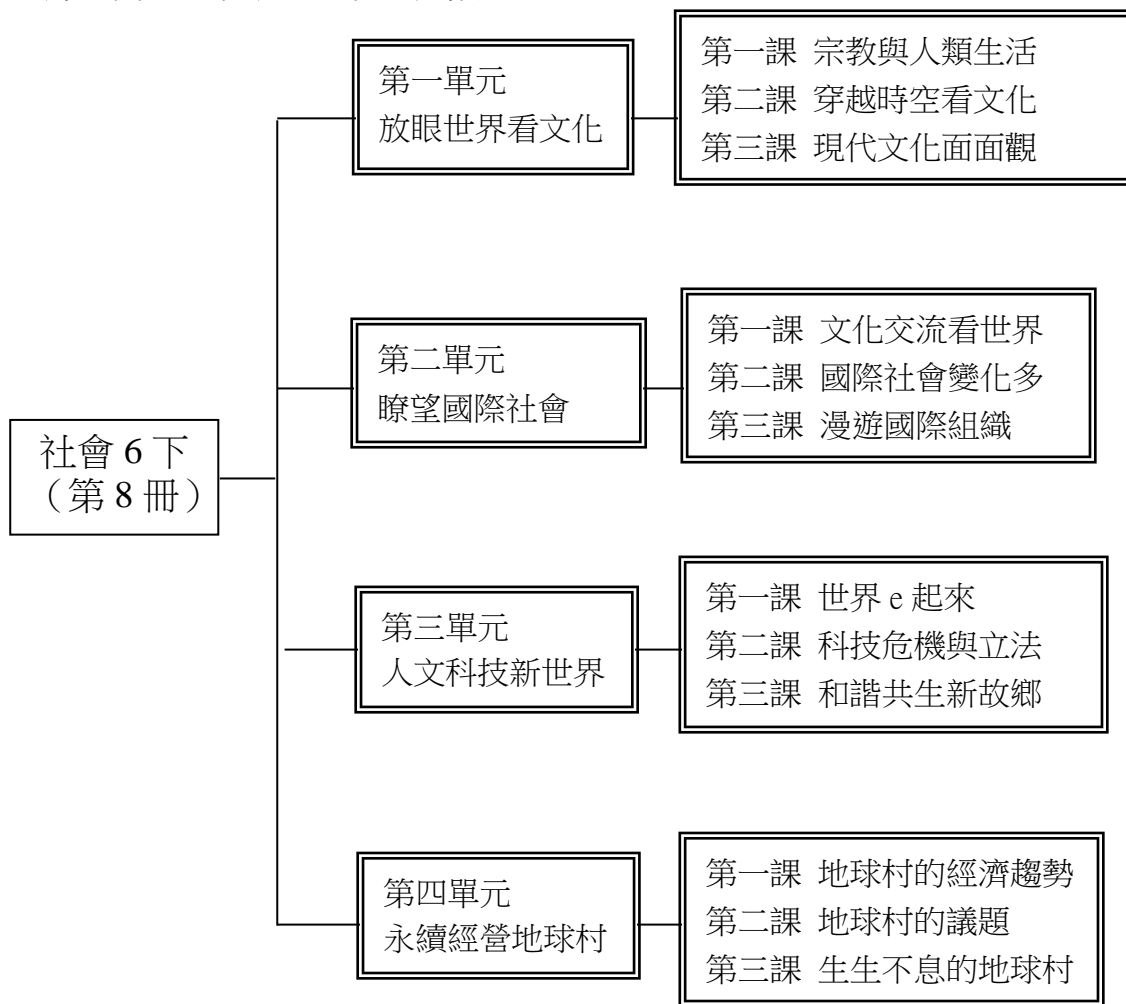 社會 6 下
（第 8 冊）
第一單元
放眼世界看文化
第一課 宗教與人類生活
第二課 穿越時空看文化
第三課 現代文化面面觀
第二單元
瞭望國際社會
第一課 文化交流看世界
第二課 國際社會變化多
第三課 漫遊國際組織
第三單元
人文科技新世界
第一課 世界 e 起來
第二課 科技危機與立法
第三課 和諧共生新故鄉
第四單元
永續經營地球村
第一課 地球村的經濟趨勢
第二課 地球村的議題
第三課 生生不息的地球村